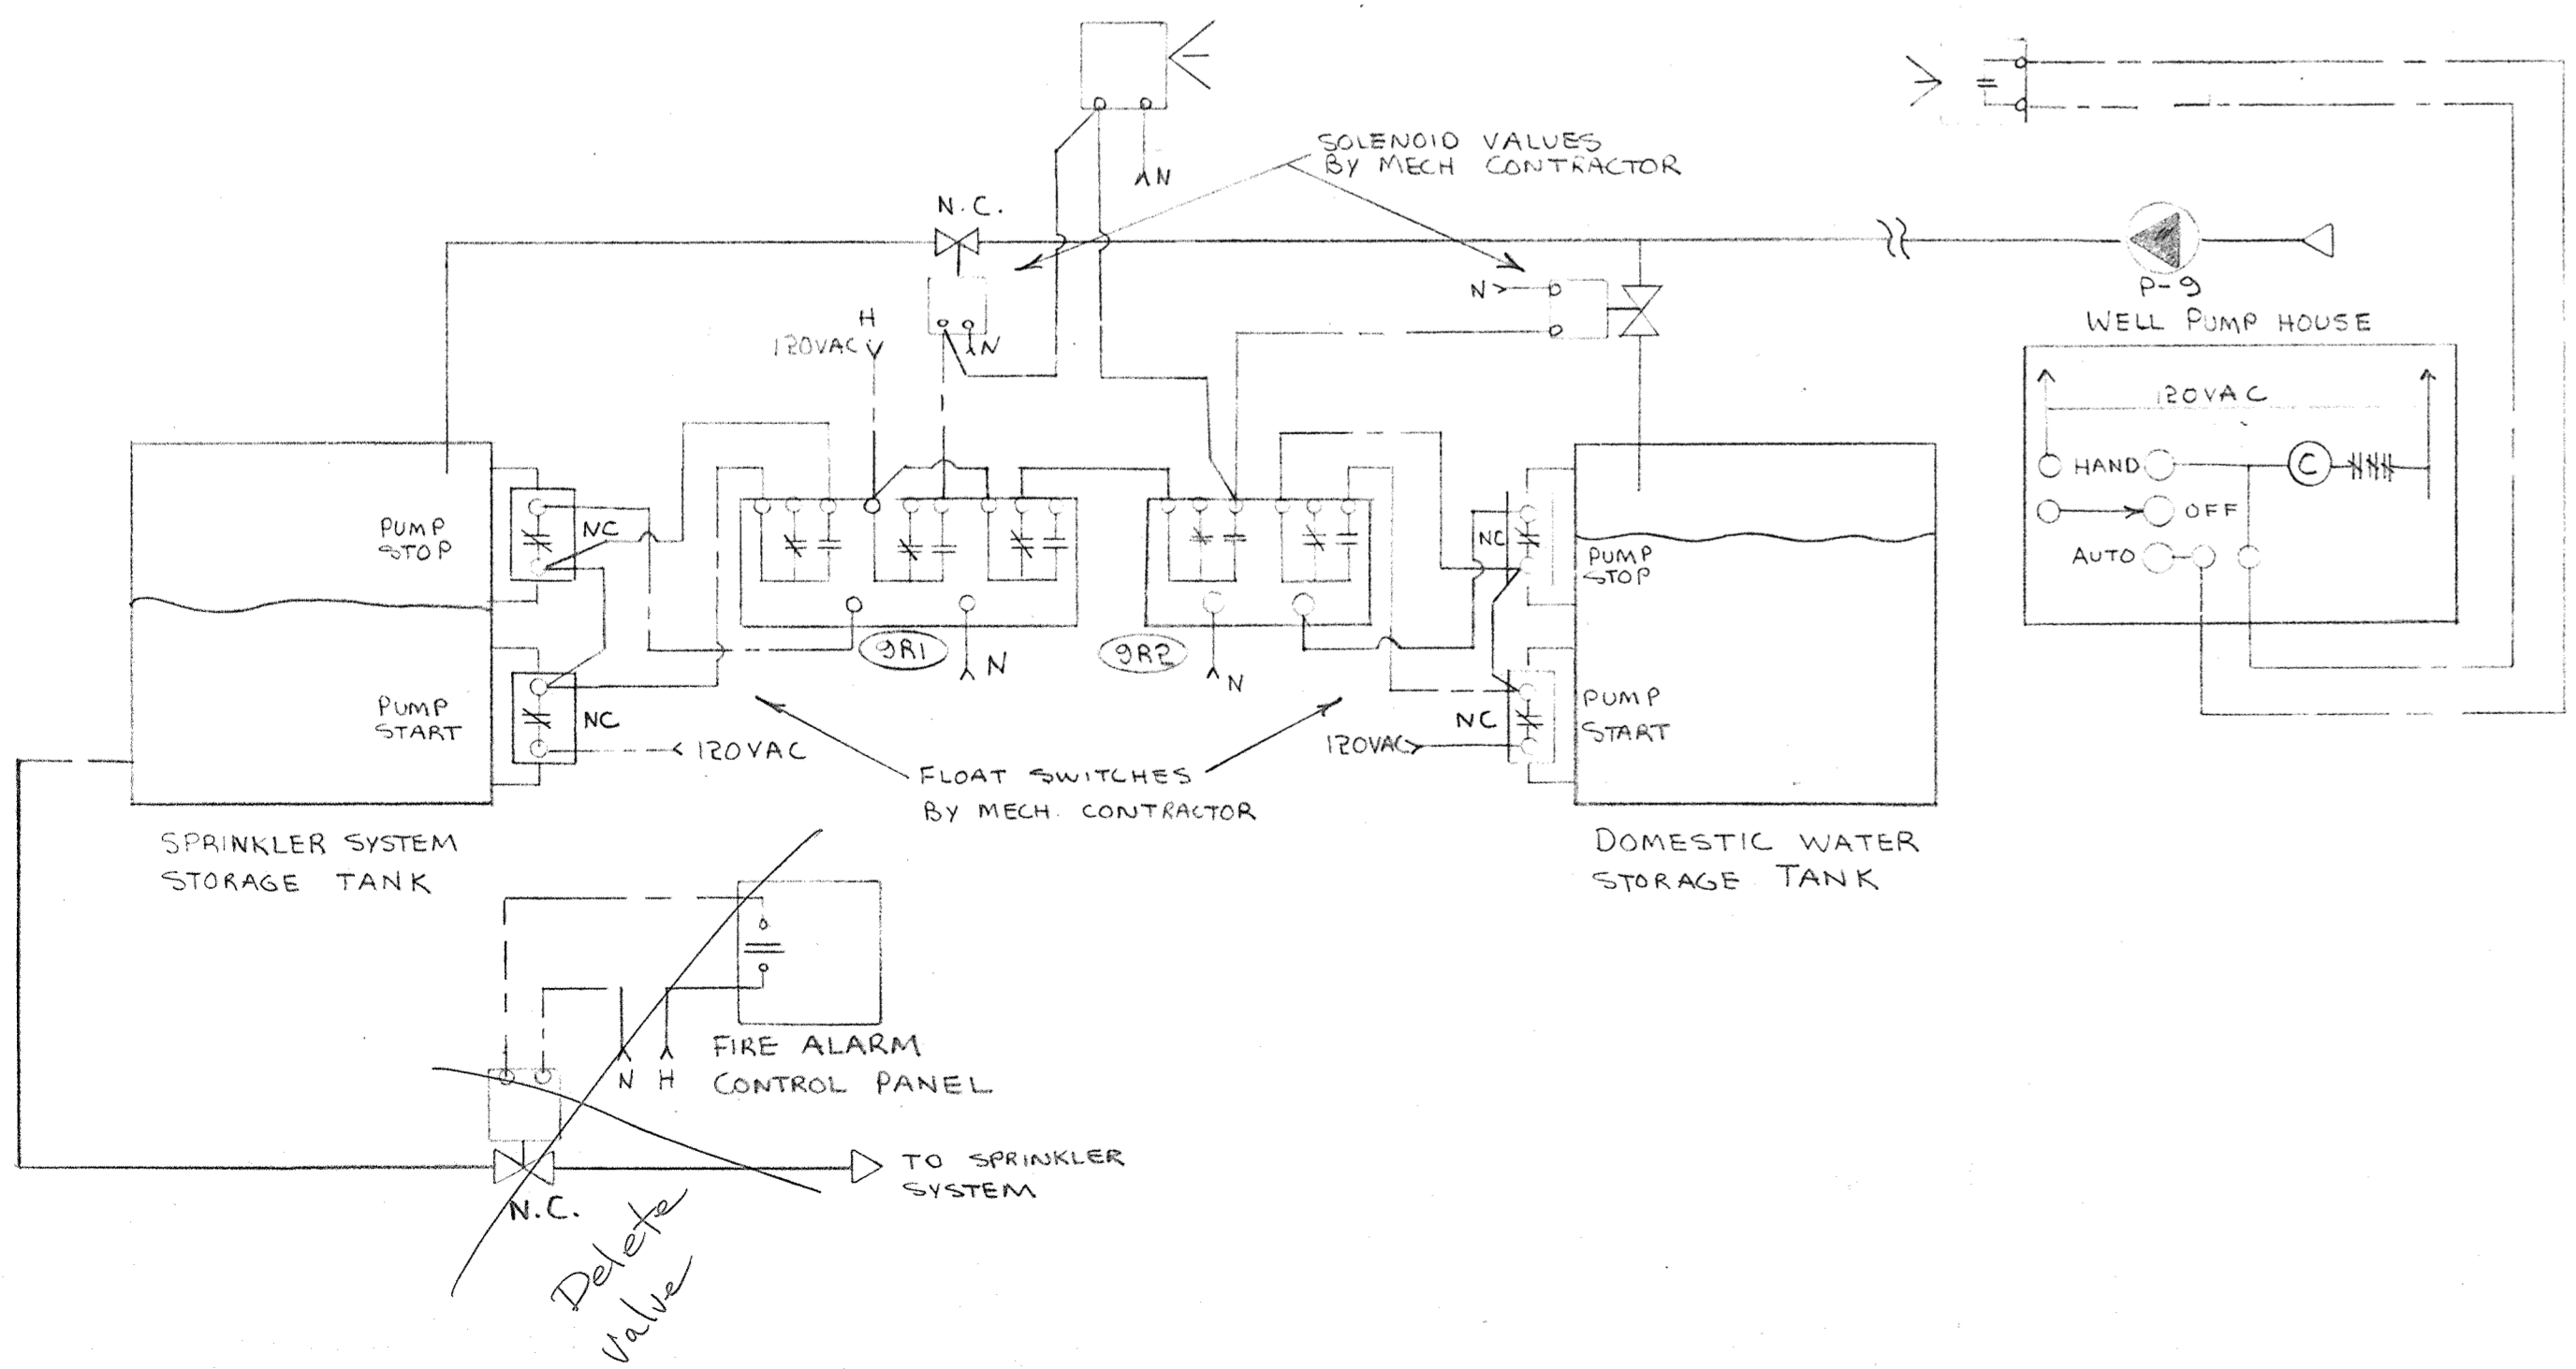 SOLENOID VALUES
BY MECH CONTRACTOR
N
N.C.
N
P-9
WELL PUMP HOUSE
H
120VAC
N
120VAC
HAND
C
OFF
AUTO
PUMP
STOP
NC
NC
PUMP
STOP
9R1
N
9R2
N
PUMP
START
NC
120VAC
NC
PUMP
START
120VAC
FLOAT SWITCHES
BY MECH. CONTRACTOR
SPRINKLER SYSTEM
STORAGE TANK
DOMESTIC WATER
STORAGE TANK
FIRE ALARM
CONTROL PANEL
N
H
TO SPRINKLER
SYSTEM
N.C.
Delete
Valve